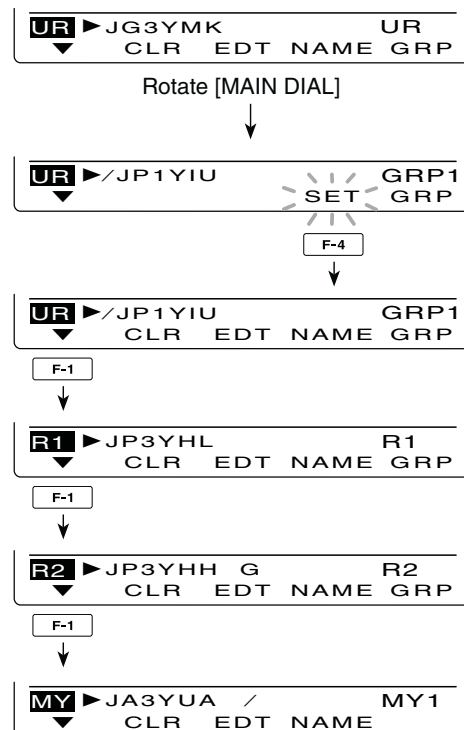 UR ►JG3YMK UR
▼ CLR EDT NAME GRP
Rotate [MAIN DIAL]
UR ►/JP1YIU GRP1
▼ SET GRP
F-4
UR ►/JP1YIU GRP1
▼ CLR EDT NAME GRP
F-1
R1 ►JP3YHL R1
▼ CLR EDT NAME GRP
F-1
R2 ►JP3YHH G R2
▼ CLR EDT NAME GRP
F-1
MY ►JA3YUA / MY1
▼ CLR EDT NAME